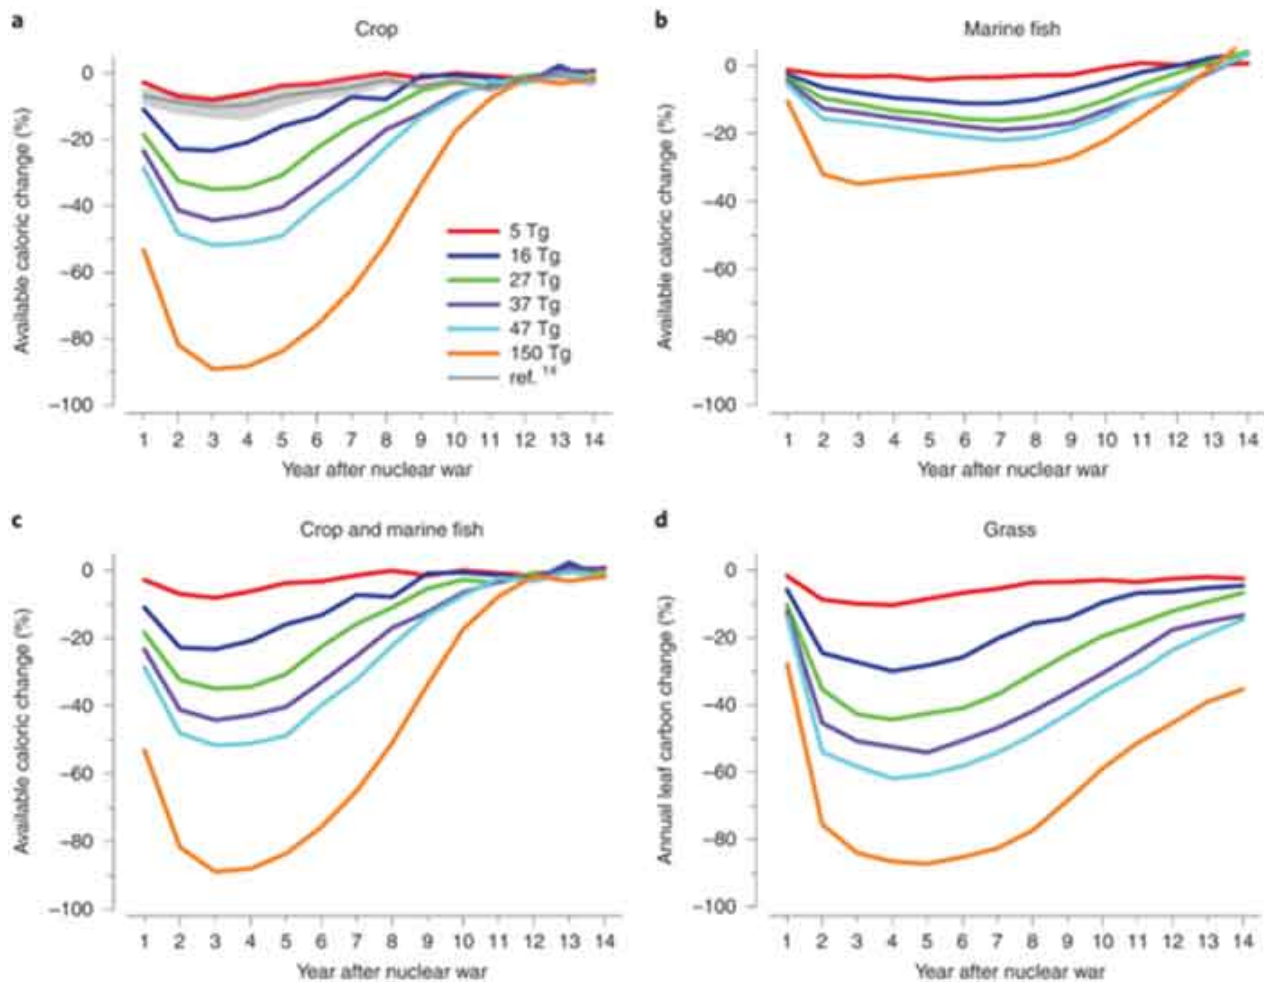 a
Crop
Available caloric change (%)
0
−20
−40
−60
−80
−100
5 Tg
16 Tg
27 Tg
37 Tg
47 Tg
150 Tg
ref. 14
1 2 3 4 5 6 7 8 9 10 11 12 13 14
Year after nuclear war
b
Marine fish
Available caloric change (%)
0
−20
−40
−60
−80
−100
1 2 3 4 5 6 7 8 9 10 11 12 13 14
Year after nuclear war
c
Crop and marine fish
Available caloric change (%)
0
−20
−40
−60
−80
−100
1 2 3 4 5 6 7 8 9 10 11 12 13 14
Year after nuclear war
d
Grass
Annual leaf carbon change (%)
0
−20
−40
−60
−80
−100
1 2 3 4 5 6 7 8 9 10 11 12 13 14
Year after nuclear war